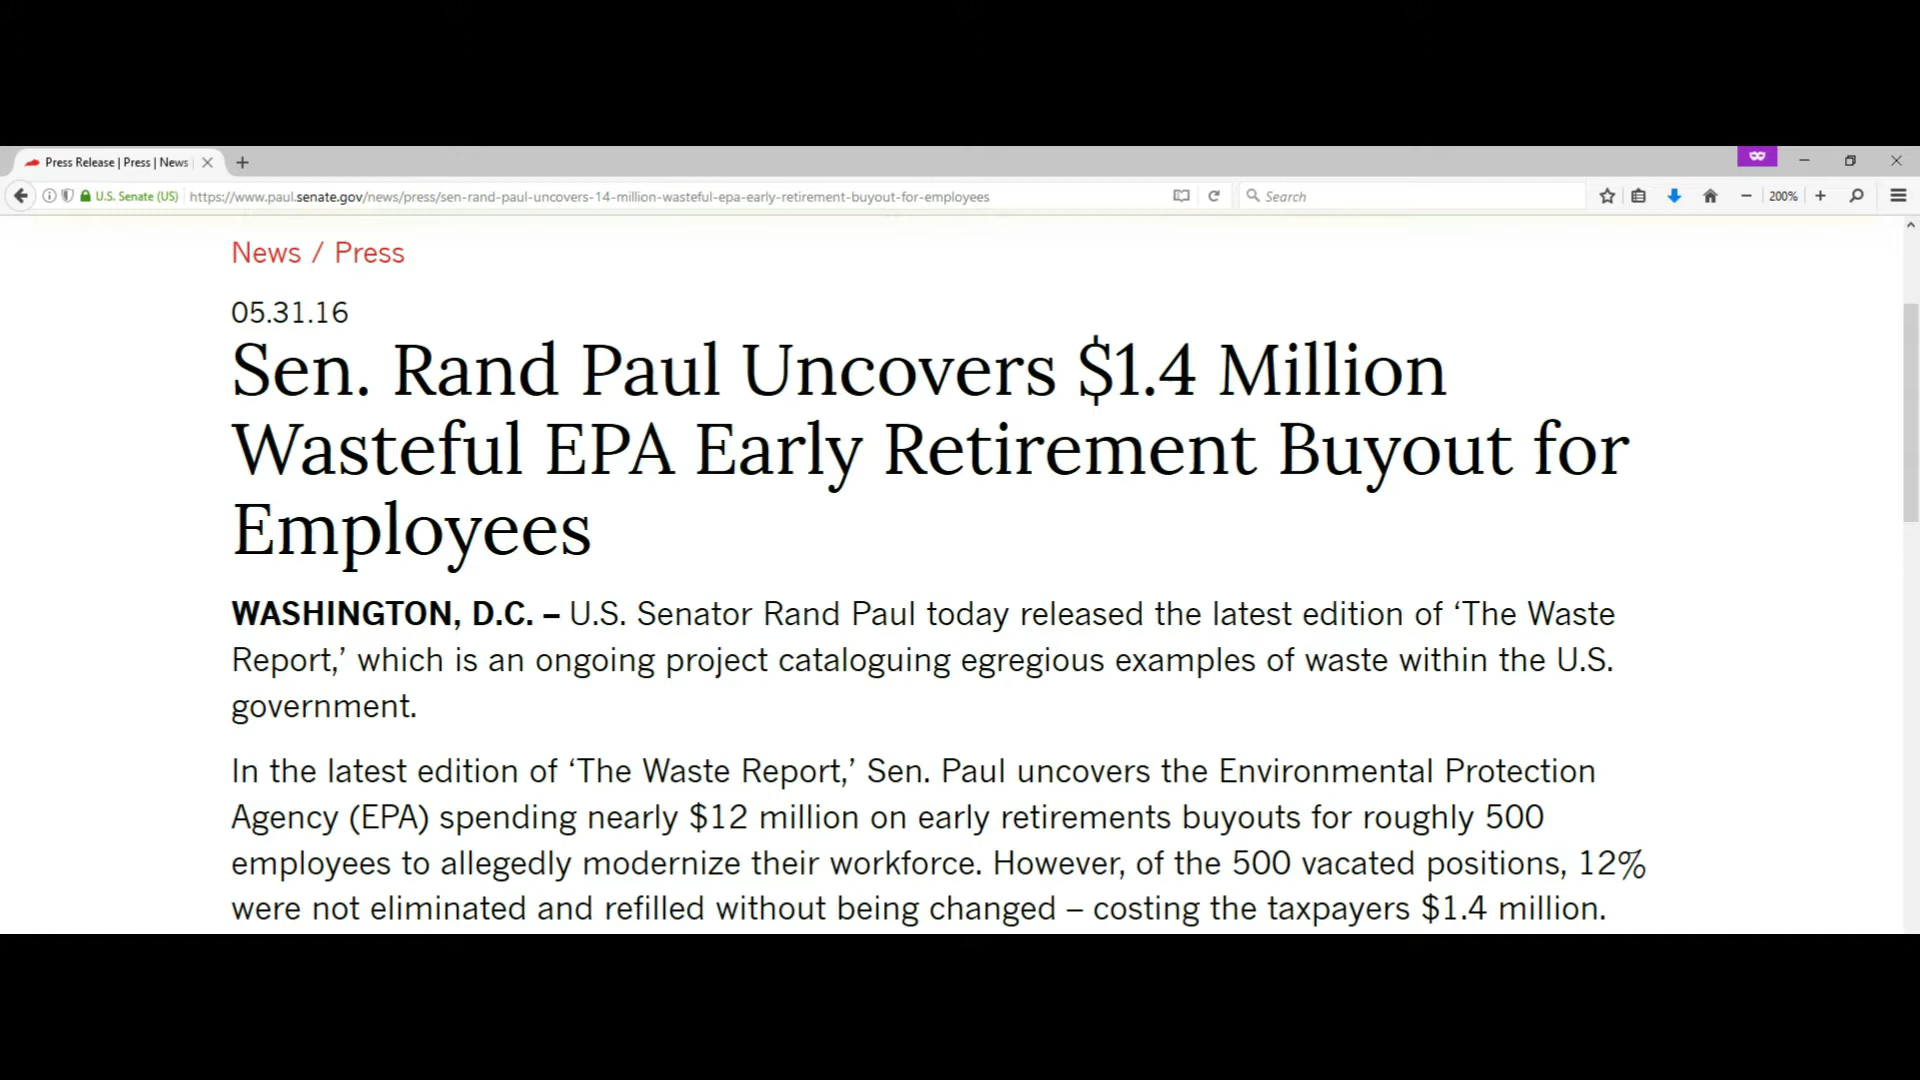 Press Release | Press | News
U.S. Senate (US) https://www.paul.senate.gov/news/press/sen-rand-paul-uncovers-14-million-wasteful-epa-early-retirement-buyout-for-employees Search 200%
News / Press
05.31.16
Sen. Rand Paul Uncovers $1.4 Million
Wasteful EPA Early Retirement Buyout for
Employees
WASHINGTON, D.C. – U.S. Senator Rand Paul today released the latest edition of ‘The Waste
Report,’ which is an ongoing project cataloguing egregious examples of waste within the U.S.
government.
In the latest edition of ‘The Waste Report,’ Sen. Paul uncovers the Environmental Protection
Agency (EPA) spending nearly $12 million on early retirements buyouts for roughly 500
employees to allegedly modernize their workforce. However, of the 500 vacated positions, 12%
were not eliminated and refilled without being changed – costing the taxpayers $1.4 million.